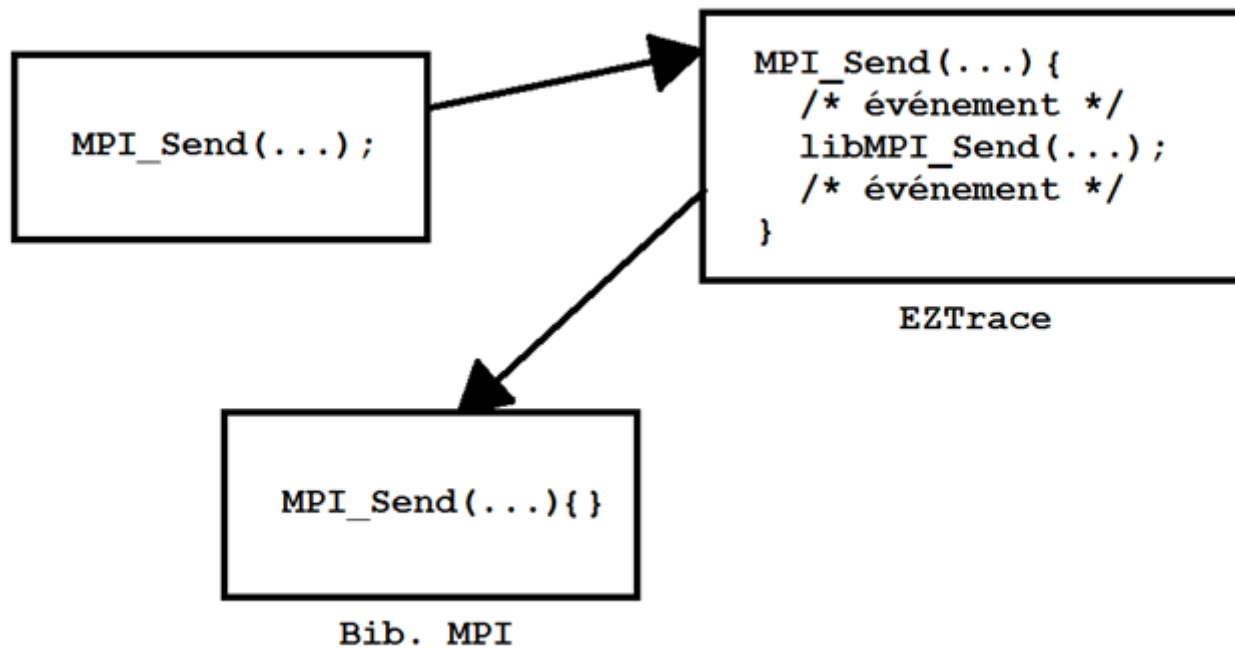 MPI_Send(...);
MPI_Send(...){
/* événement */
libMPI_Send(...);
/* événement */
}
EZTrace
MPI_Send(...){}
Bib. MPI